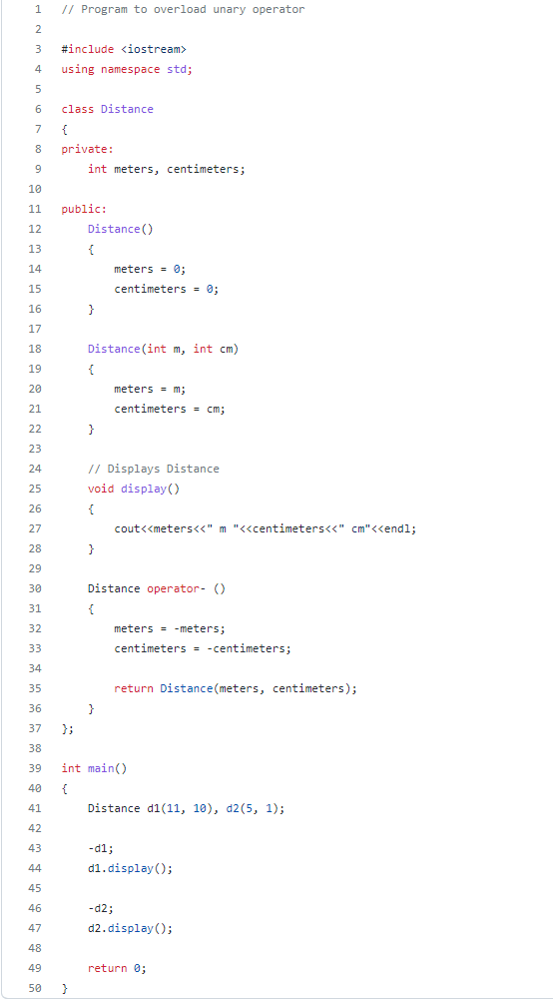 1 // Program to overload unary operator
2
3 #include <iostream>
4 using namespace std;
5
6 class Distance
7 {
8 private:
9     int meters, centimeters;
10
11 public:
12     Distance()
13     {
14         meters = 0;
15         centimeters = 0;
16     }
17
18     Distance(int m, int cm)
19     {
20         meters = m;
21         centimeters = cm;
22     }
23
24     // Displays Distance
25     void display()
26     {
27         cout<<meters<<" m "<<centimeters<<" cm"<<endl;
28     }
29
30     Distance operator- ()
31     {
32         meters = -meters;
33         centimeters = -centimeters;
34
35         return Distance(meters, centimeters);
36     }
37 };
38
39 int main()
40 {
41     Distance d1(11, 10), d2(5, 1);
42
43     -d1;
44     d1.display();
45
46     -d2;
47     d2.display();
48
49     return 0;
50 }